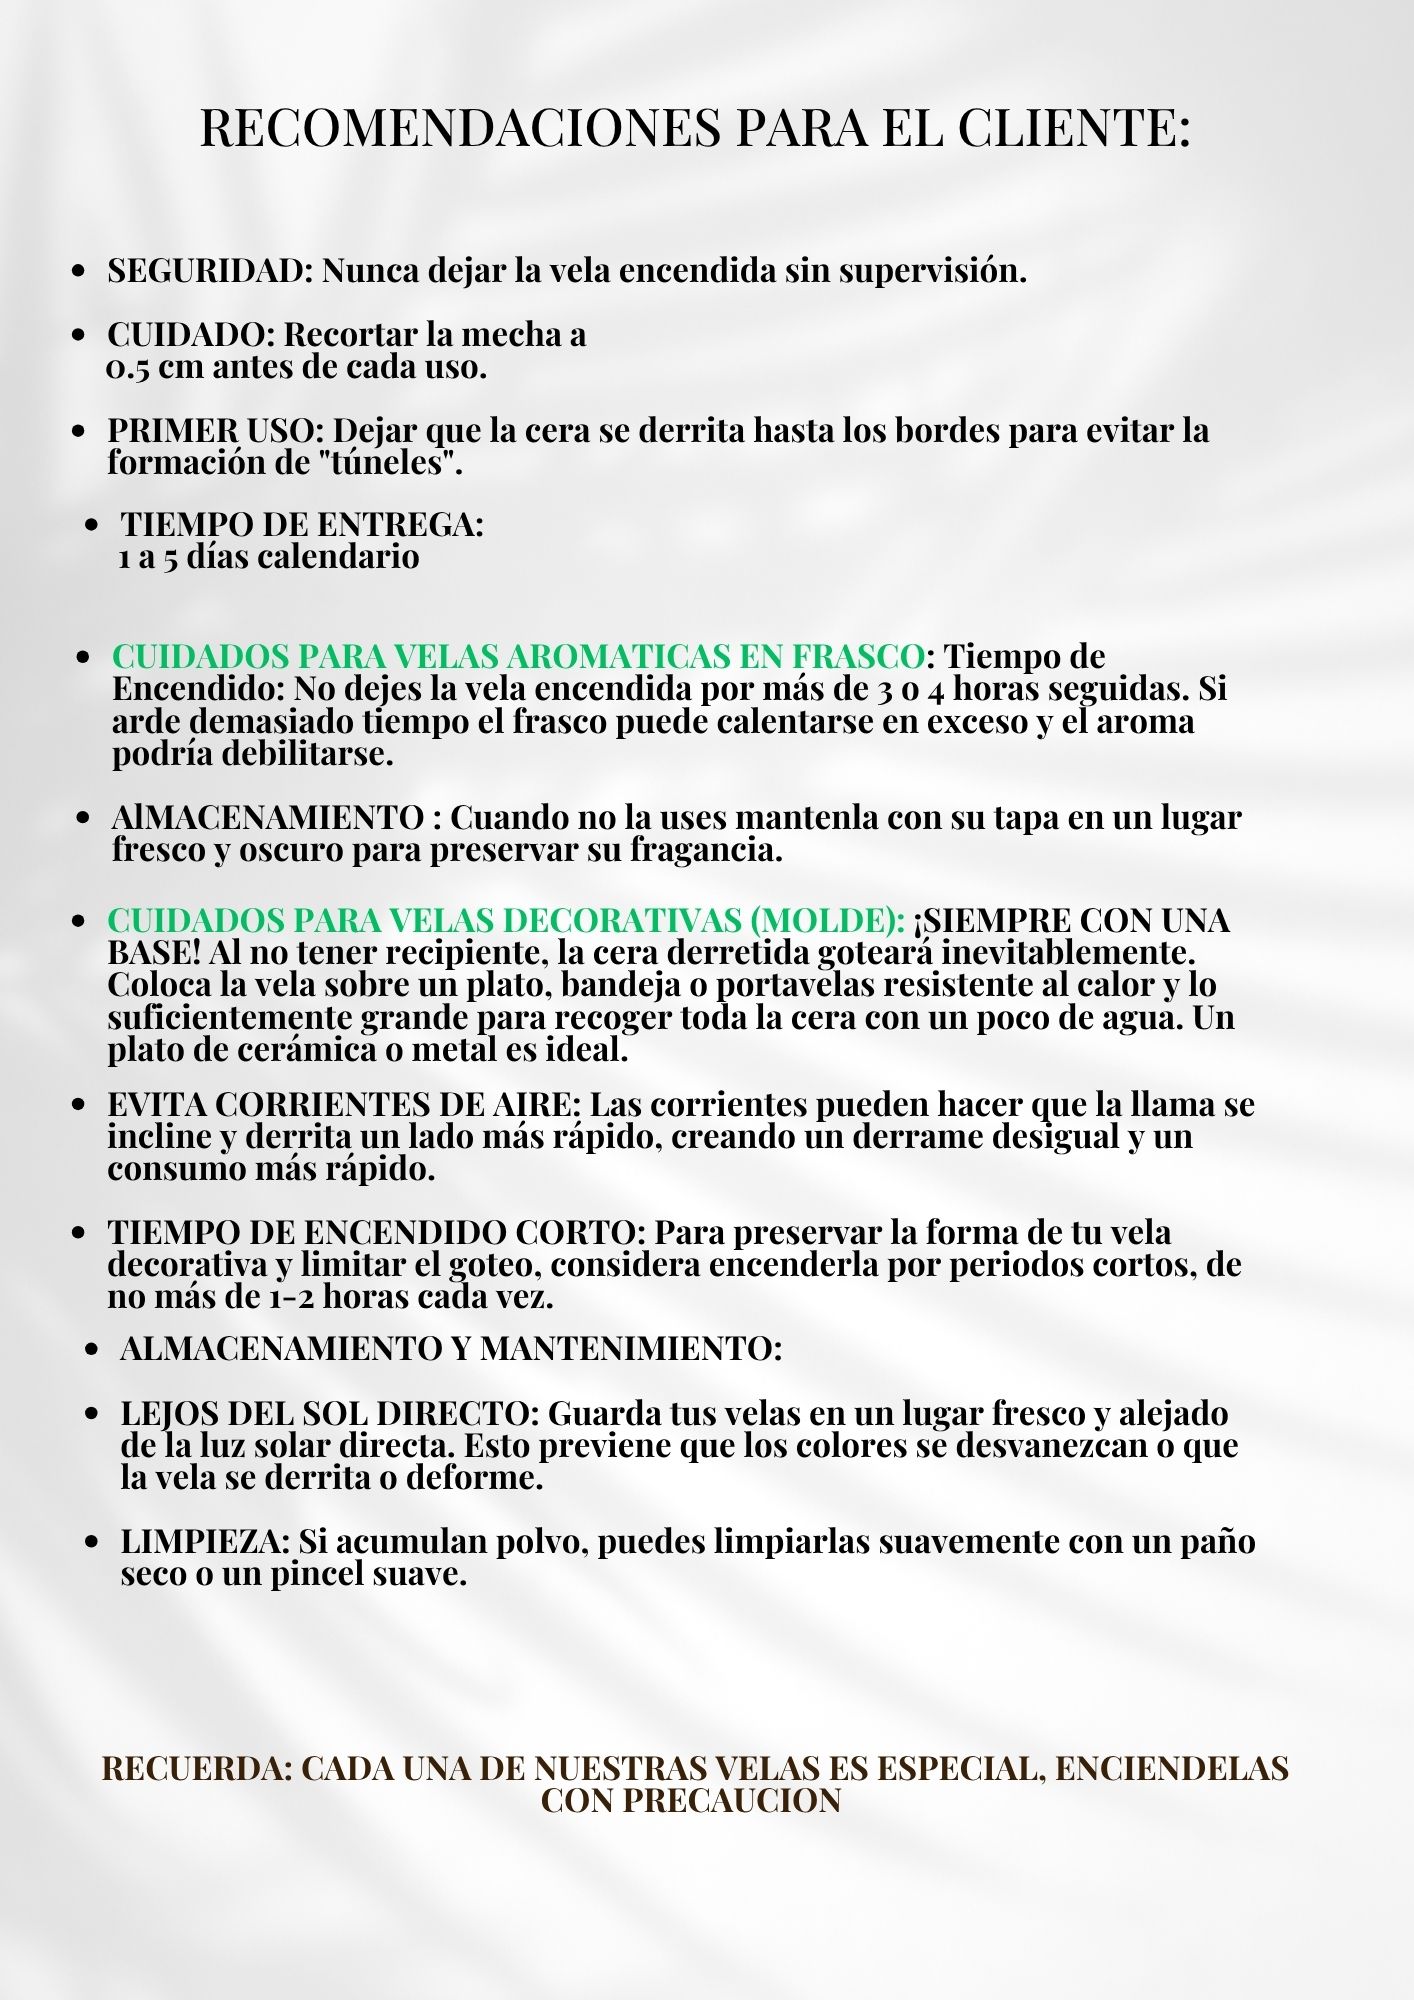 RECOMENDACIONES PARA EL CLIENTE:
• SEGURIDAD: Nunca dejar la vela encendida sin supervisión.
• CUIDADO: Recortar la mecha a
0.5 cm antes de cada uso.
• PRIMER USO: Dejar que la cera se derrita hasta los bordes para evitar la
formación de "túneles".
• TIEMPO DE ENTREGA:
1 a 5 días calendario
• CUIDADOS PARA VELAS AROMATICAS EN FRASCO: Tiempo de
Encendido: No dejes la vela encendida por más de 3 o 4 horas seguidas. Si
arde demasiado tiempo el frasco puede calentarse en exceso y el aroma
podría debilitarse.
• AlMACENAMIENTO : Cuando no la uses mantenla con su tapa en un lugar
fresco y oscuro para preservar su fragancia.
• CUIDADOS PARA VELAS DECORATIVAS (MOLDE): ¡SIEMPRE CON UNA
BASE! Al no tener recipiente, la cera derretida goteará inevitablemente.
Coloca la vela sobre un plato, bandeja o portavelas resistente al calor y lo
suficientemente grande para recoger toda la cera con un poco de agua. Un
plato de cerámica o metal es ideal.
• EVITA CORRIENTES DE AIRE: Las corrientes pueden hacer que la llama se
incline y derrita un lado más rápido, creando un derrame desigual y un
consumo más rápido.
• TIEMPO DE ENCENDIDO CORTO: Para preservar la forma de tu vela
decorativa y limitar el goteo, considera encenderla por periodos cortos, de
no más de 1-2 horas cada vez.
• ALMACENAMIENTO Y MANTENIMIENTO:
• LEJOS DEL SOL DIRECTO: Guarda tus velas en un lugar fresco y alejado
de la luz solar directa. Esto previene que los colores se desvanezcan o que
la vela se derrita o deforme.
• LIMPIEZA: Si acumulan polvo, puedes limpiarlas suavemente con un paño
seco o un pincel suave.
RECUERDA: CADA UNA DE NUESTRAS VELAS ES ESPECIAL, ENCIENDELAS
CON PRECAUCION